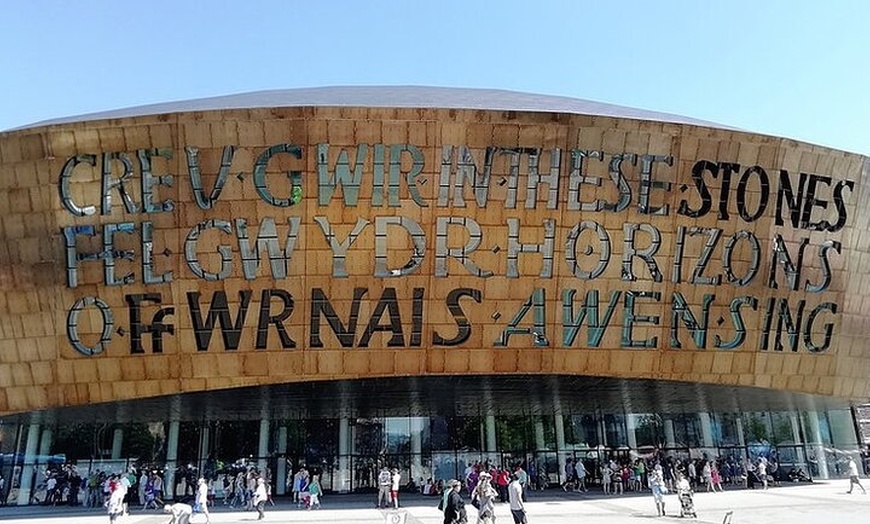 CREU·GWIR IN·THESE·STONES
FEL·GWYDR·HORIZONS
O·FFWRNAIS AWEN·SING